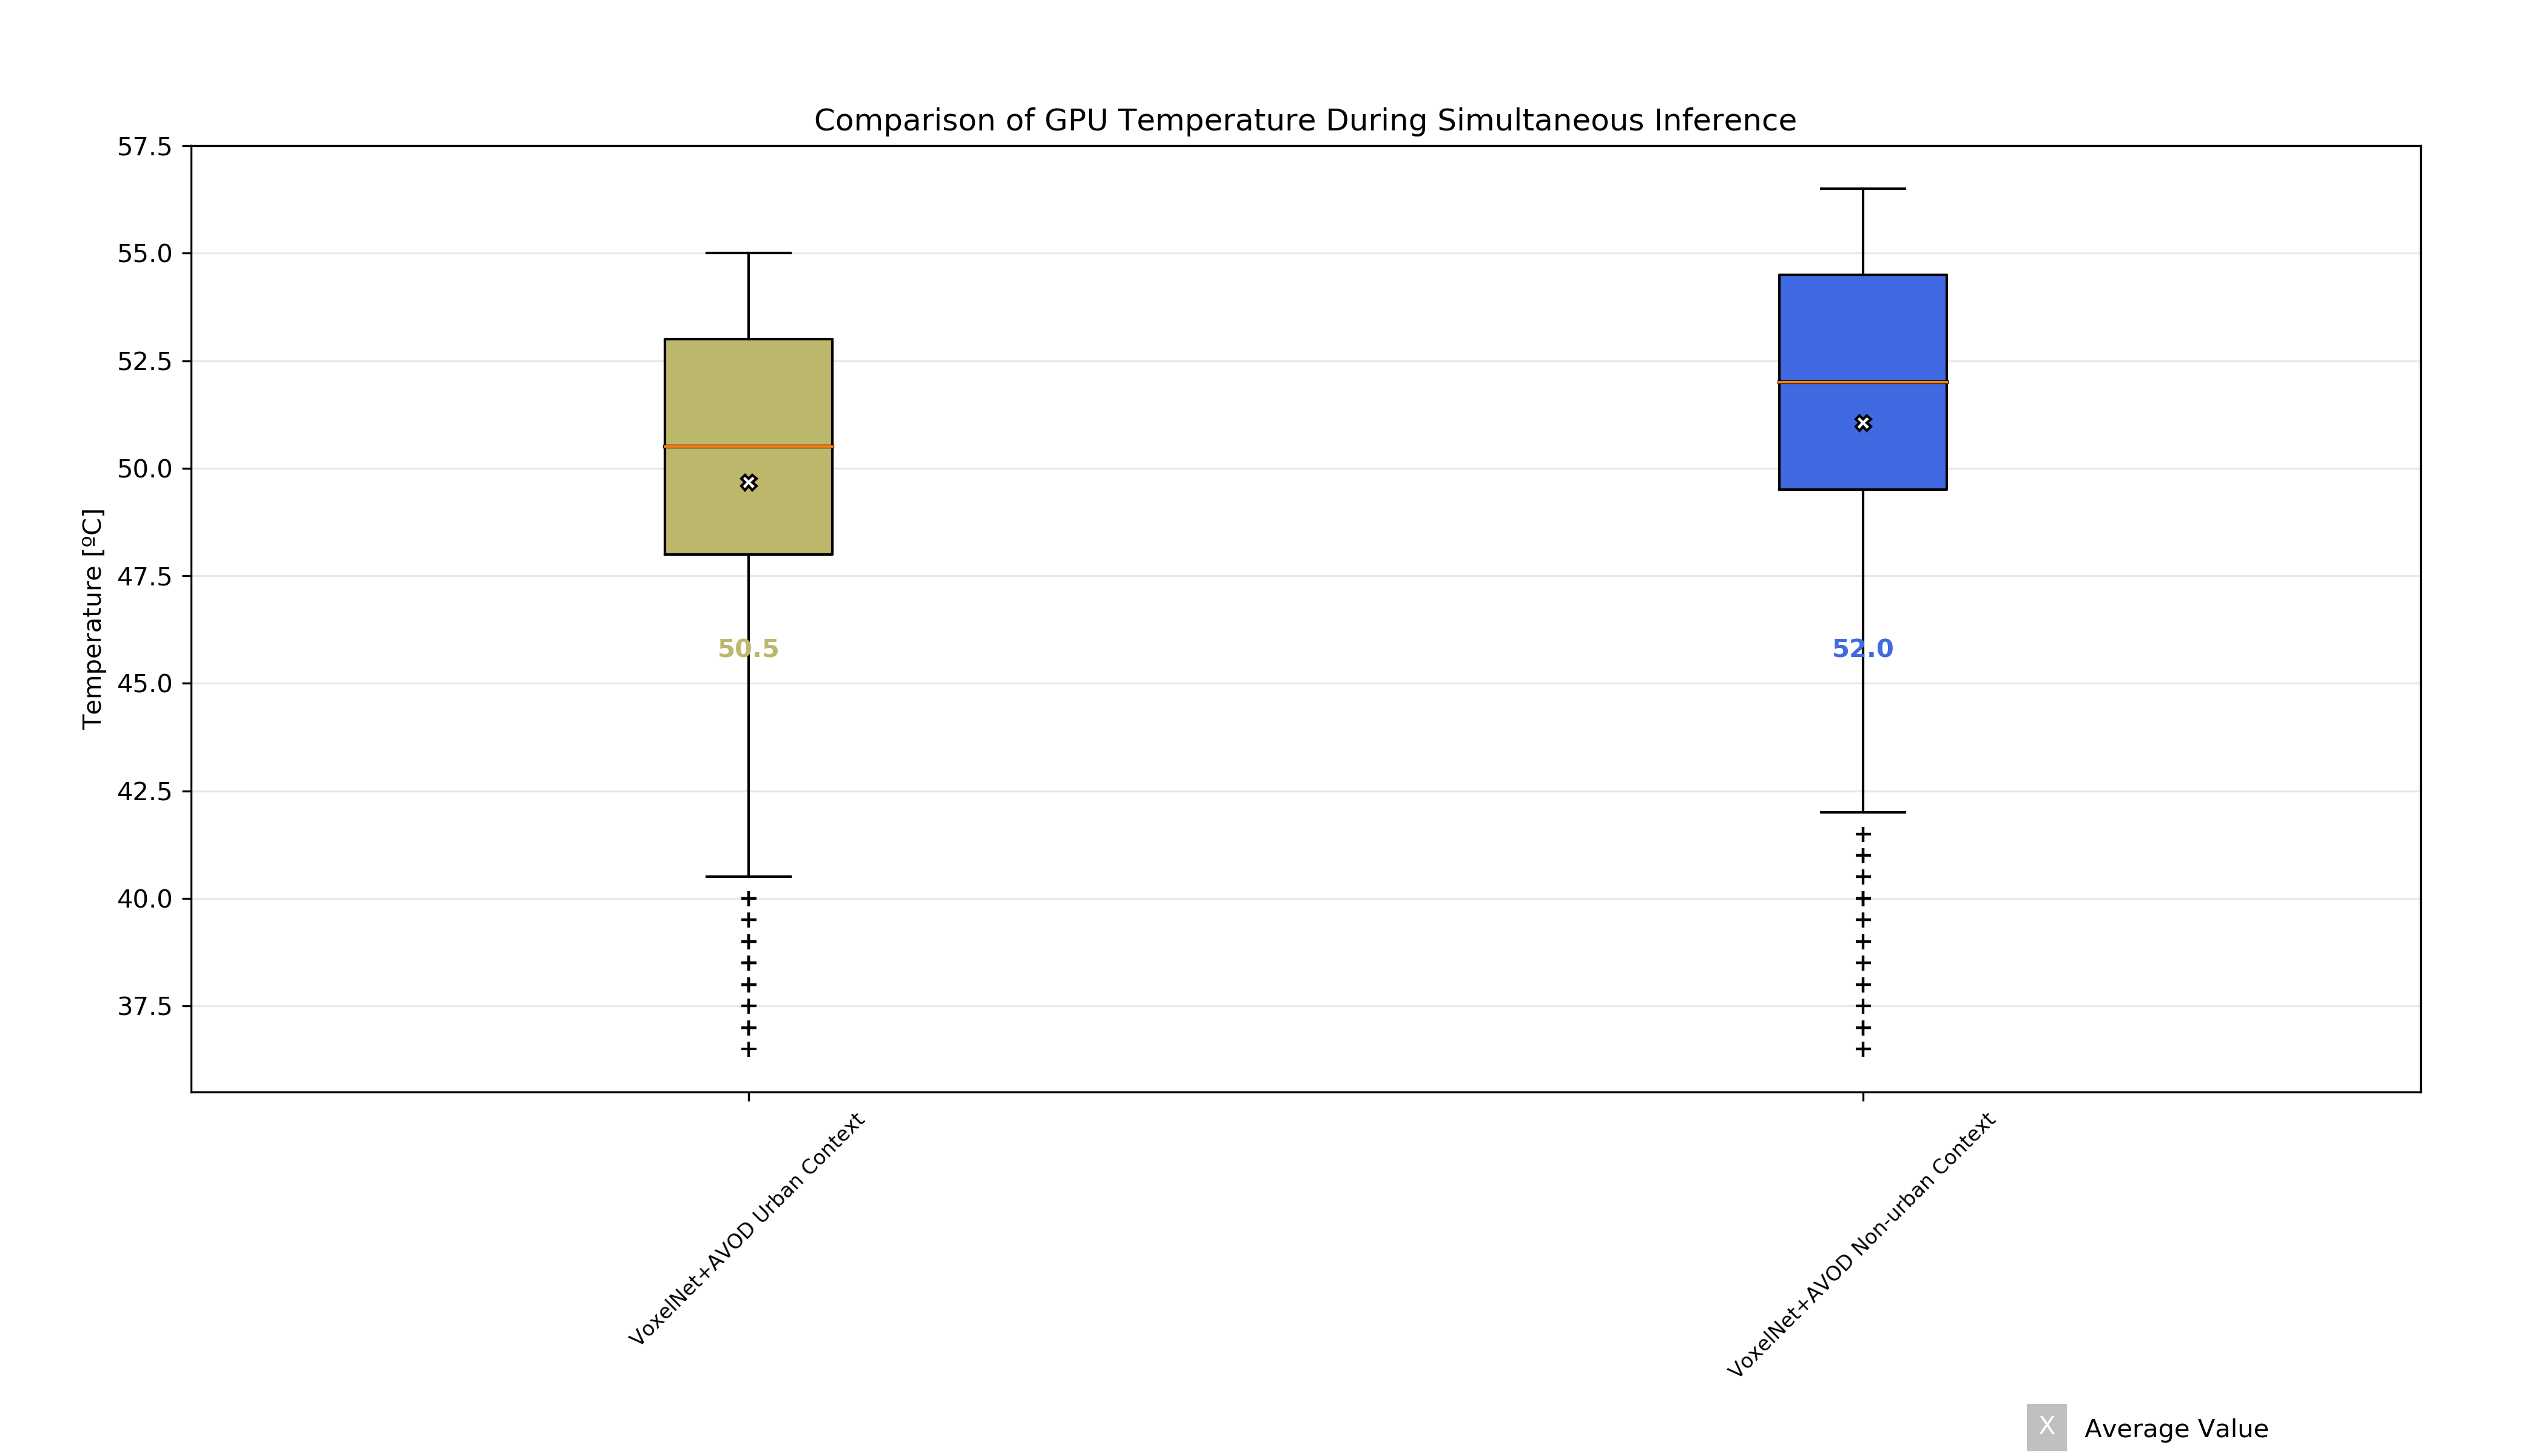 Comparison of GPU Temperature During Simultaneous Inference
Temperature [ºC]
57.5
55.0
52.5
50.0
47.5
45.0
42.5
40.0
37.5
50.5
52.0
VoxelNet+AVOD Urban Context
VoxelNet+AVOD Non-urban Context
X Average Value